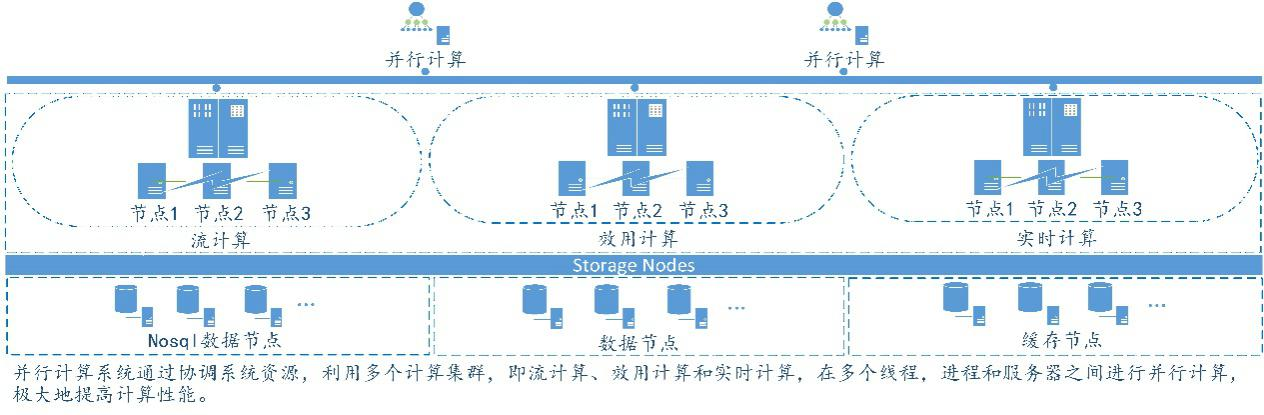 并行计算 并行计算
节点1 节点2 节点3 节点1 节点2 节点3 节点1 节点2 节点3
流计算 效用计算 实时计算
Storage Nodes
... ... ...
Nosql数据节点 数据节点 缓存节点
并行计算系统通过协调系统资源，利用多个计算集群，即流计算、效用计算和实时计算，在多个线程，进程和服务器之间进行并行计算，
极大地提高计算性能。